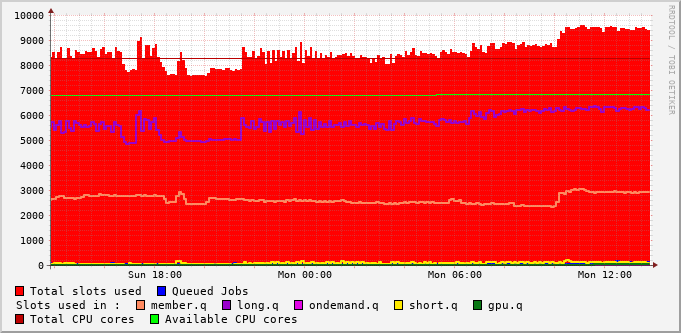 10000
9000
8000
7000
6000
5000
4000
3000
2000
1000
0
Sun 18:00 Mon 00:00 Mon 06:00 Mon 12:00
RRDTOOL / TOBI OETIKER
Total slots used Queued Jobs
Slots used in : member.q long.q ondemand.q short.q gpu.q
Total CPU cores Available CPU cores